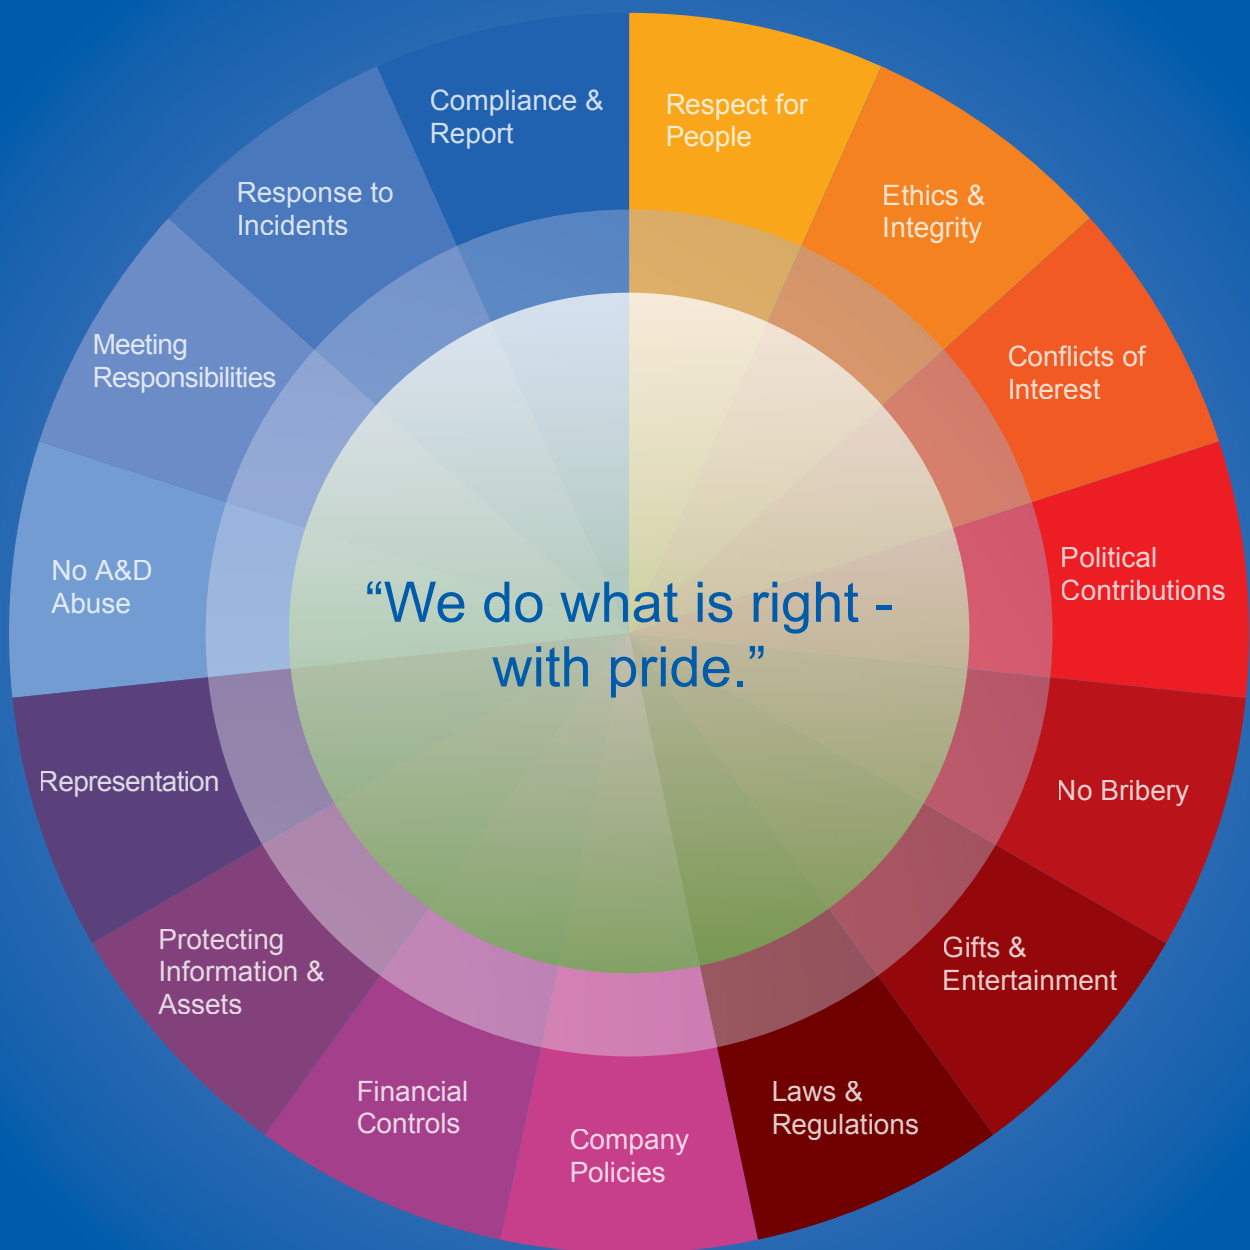 Compliance &
Report
Respect for
People
Ethics &
Integrity
Conflicts of
Interest
Political
Contributions
No Bribery
Gifts &
Entertainment
Laws &
Regulations
Company
Policies
Financial
Controls
Protecting
Information &
Assets
Representation
No A&D
Abuse
Meeting
Responsibilities
Response to
Incidents
“We do what is right -
with pride.”